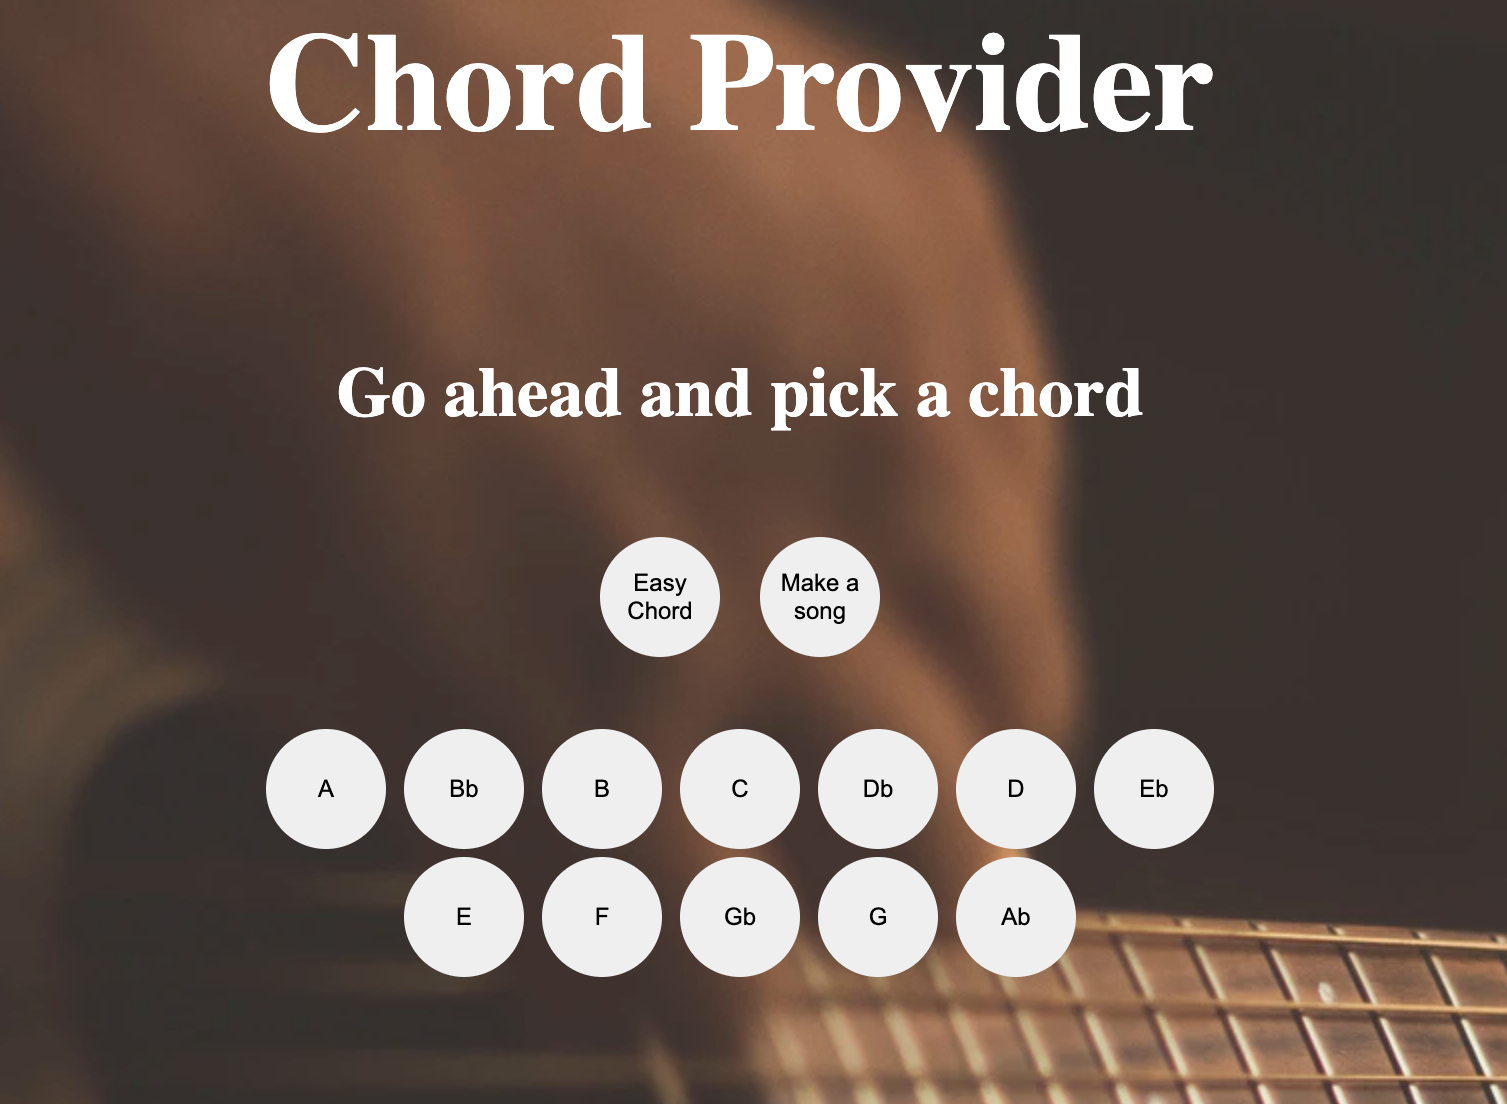 Chord Provider
Go ahead and pick a chord
Easy
Chord
Make a
song
A Bb B C Db D Eb
E F Gb G Ab